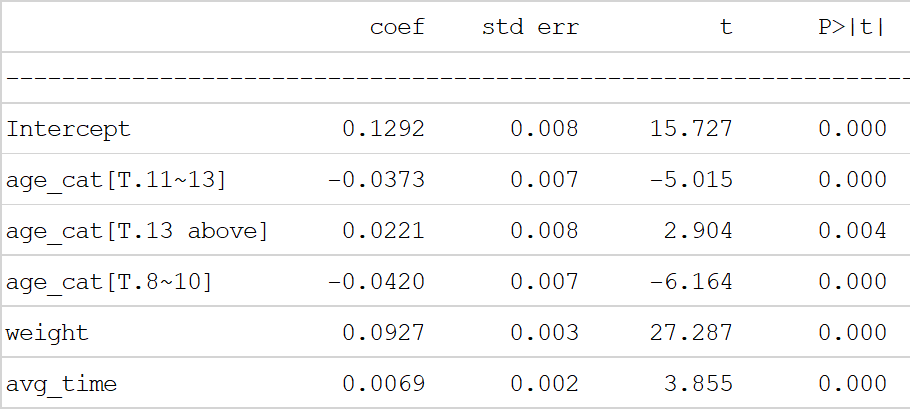 coef std err t P>|t|
--------------------------------------------------------------------
Intercept 0.1292 0.008 15.727 0.000
age_cat[T.11~13] -0.0373 0.007 -5.015 0.000
age_cat[T.13 above] 0.0221 0.008 2.904 0.004
age_cat[T.8~10] -0.0420 0.007 -6.164 0.000
weight 0.0927 0.003 27.287 0.000
avg_time 0.0069 0.002 3.855 0.000